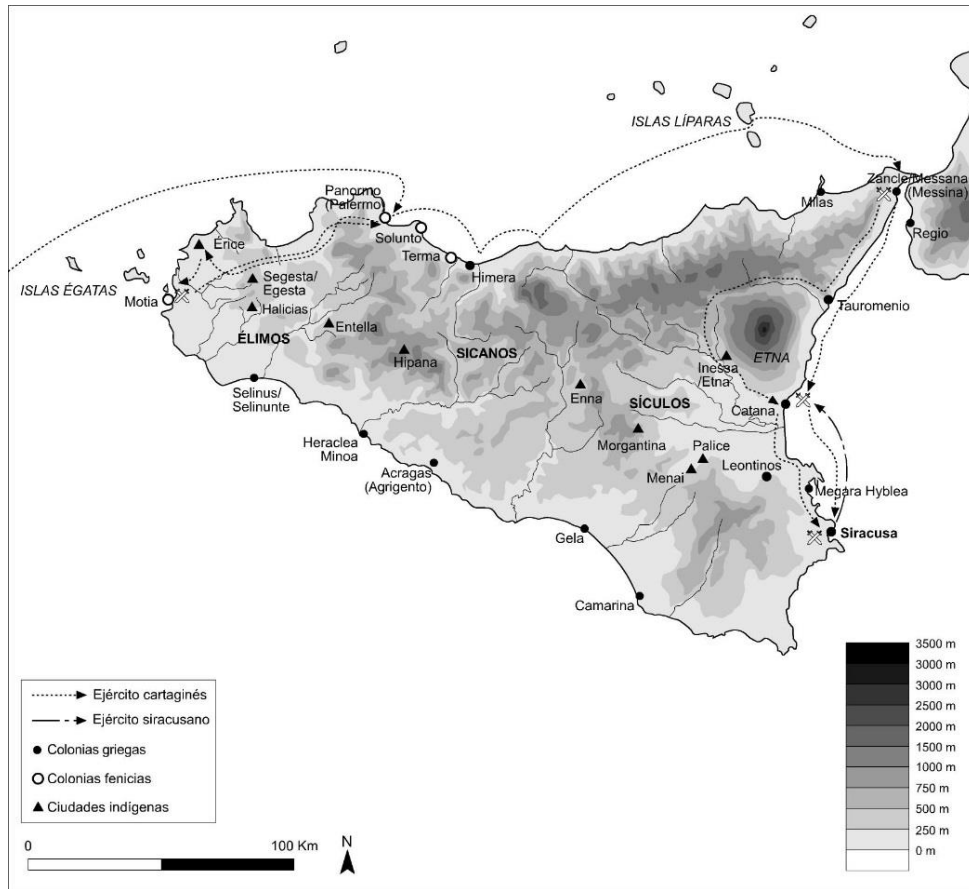 ISLAS LÍPARAS
Zancle/Messana
(Messina)
Milas
Regio
Panormo
(Palermo)
Solunto
Terma
Himera
Érice
Segesta/
Egesta
ISLAS ÉGATAS
Motia
Halicias
Entella
ÉLIMOS
Hipana
SICANOS
Tauromenio
ETNA
Inessa
/Etna
Enna
SÍCULOS
Catana
Selinus/
Selinunte
Morgantina
Palice
Menai
Leontinos
Heraclea
Minoa
Acragas
(Agrigento)
Megara Hyblea
Siracusa
Gela
Camarina
Ejército cartaginés
Ejército siracusano
Colonias griegas
Colonias fenicias
Ciudades indígenas
0
100 Km
N
3500 m
3000 m
3000 m
2500 m
2000 m
1500 m
1000 m
750 m
500 m
250 m
0 m